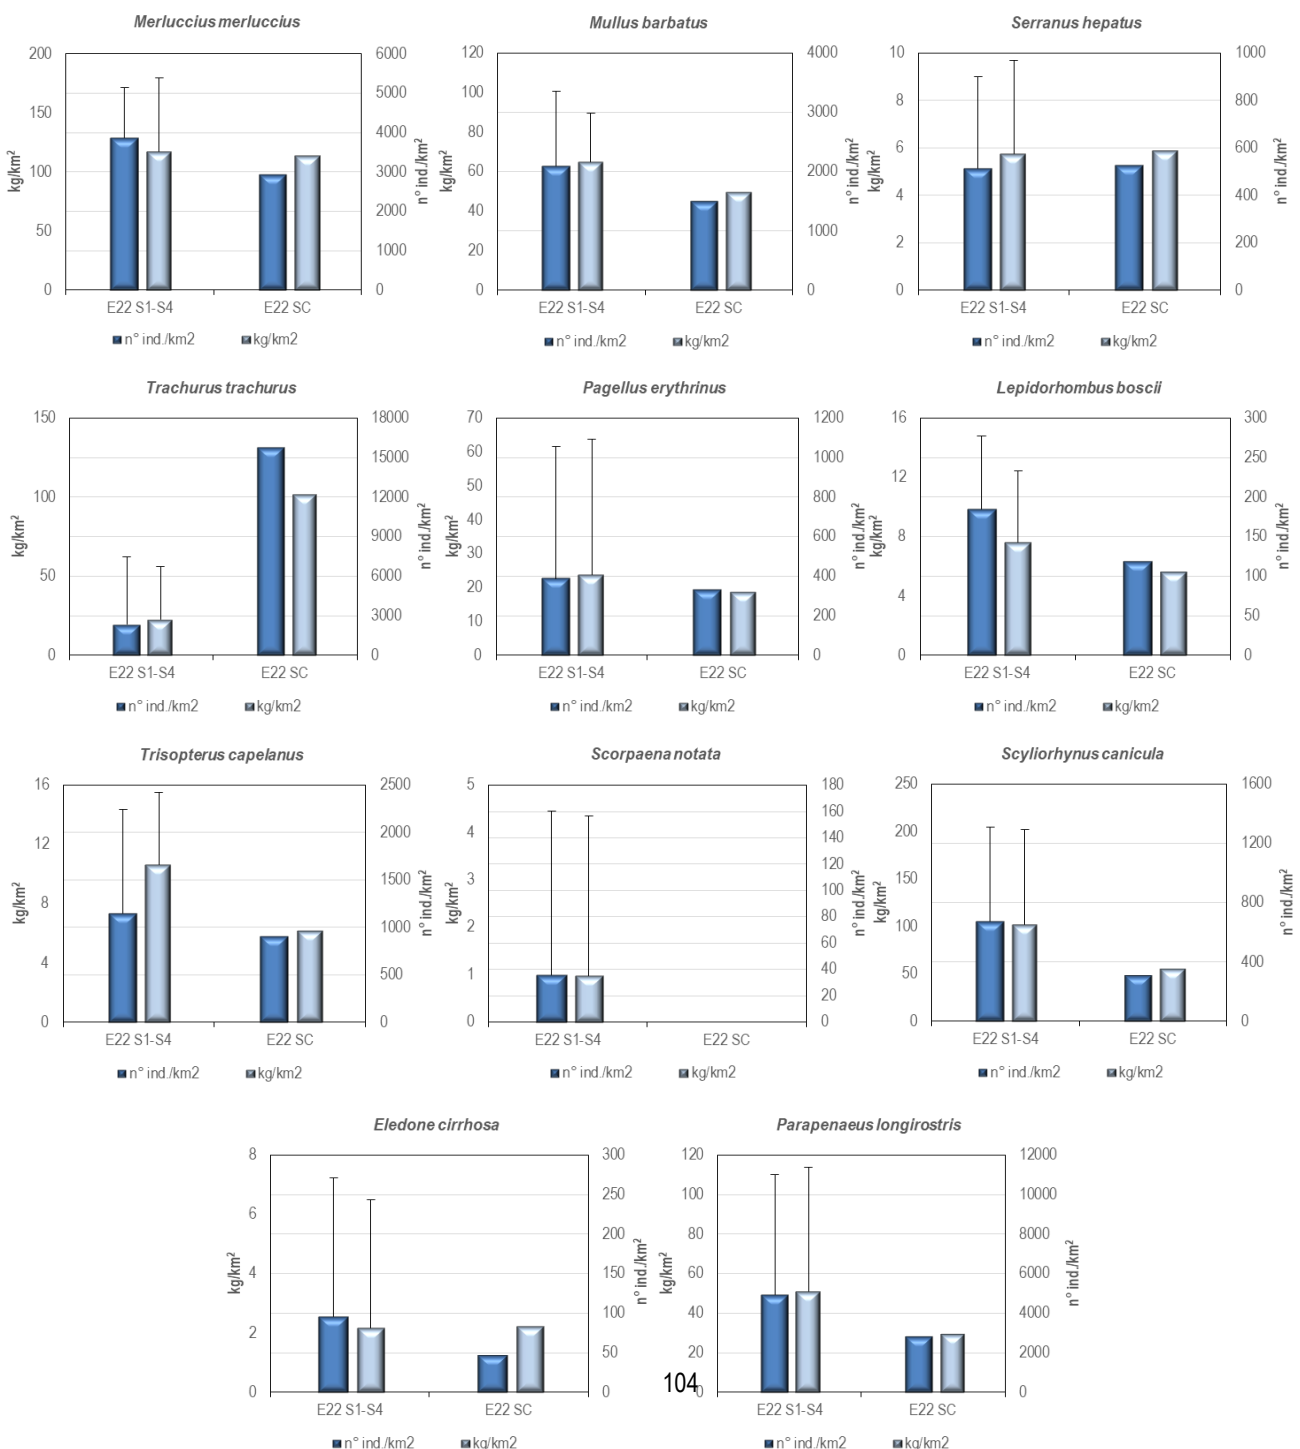 Merluccius merluccius
200
150
100
50
0
kg/km²
6000
5000
4000
3000
2000
1000
0
n° ind./km²
E22 S1-S4 E22 SC
n° ind./km2 kg/km2
Mullus barbatus
120
100
80
60
40
20
0
kg/km²
4000
3000
2000
1000
0
n° ind./km²
E22 S1-S4 E22 SC
n° ind./km2 kg/km2
Serranus hepatus
10
8
6
4
2
0
kg/km²
1000
800
600
400
200
0
n° ind./km²
E22 S1-S4 E22 SC
n° ind./km2 kg/km2
Trachurus trachurus
150
100
50
0
kg/km²
18000
15000
12000
9000
6000
3000
0
n° ind./km²
E22 S1-S4 E22 SC
n° ind./km2 kg/km2
Pagellus erythrinus
70
60
50
40
30
20
10
0
kg/km²
1200
1000
800
600
400
200
0
n° ind./km²
E22 S1-S4 E22 SC
n° ind./km2 kg/km2
Lepidorhombus boscii
16
12
8
4
0
kg/km²
300
250
200
150
100
50
0
n° ind./km²
E22 S1-S4 E22 SC
n° ind./km2 kg/km2
Trisopterus capelanus
16
12
8
4
0
kg/km²
2500
2000
1500
1000
500
0
n° ind./km²
E22 S1-S4 E22 SC
n° ind./km2 kg/km2
Scorpaena notata
5
4
3
2
1
0
kg/km²
180
160
140
120
100
80
60
40
20
0
n° ind./km²
E22 S1-S4 E22 SC
n° ind./km2 kg/km2
Scyliorhynus canicula
250
200
150
100
50
0
kg/km²
1600
1200
800
400
0
n° ind./km²
E22 S1-S4 E22 SC
n° ind./km2 kg/km2
Eledone cirrhosa
8
6
4
2
0
kg/km²
300
250
200
150
100
50
0
n° ind./km²
E22 S1-S4 E22 SC
n° ind./km2 kg/km2
Parapenaeus longirostris
120
100
80
60
40
20
0
kg/km²
12000
10000
8000
6000
4000
2000
0
n° ind./km²
E22 S1-S4 E22 SC
n° ind./km2 kg/km2
104